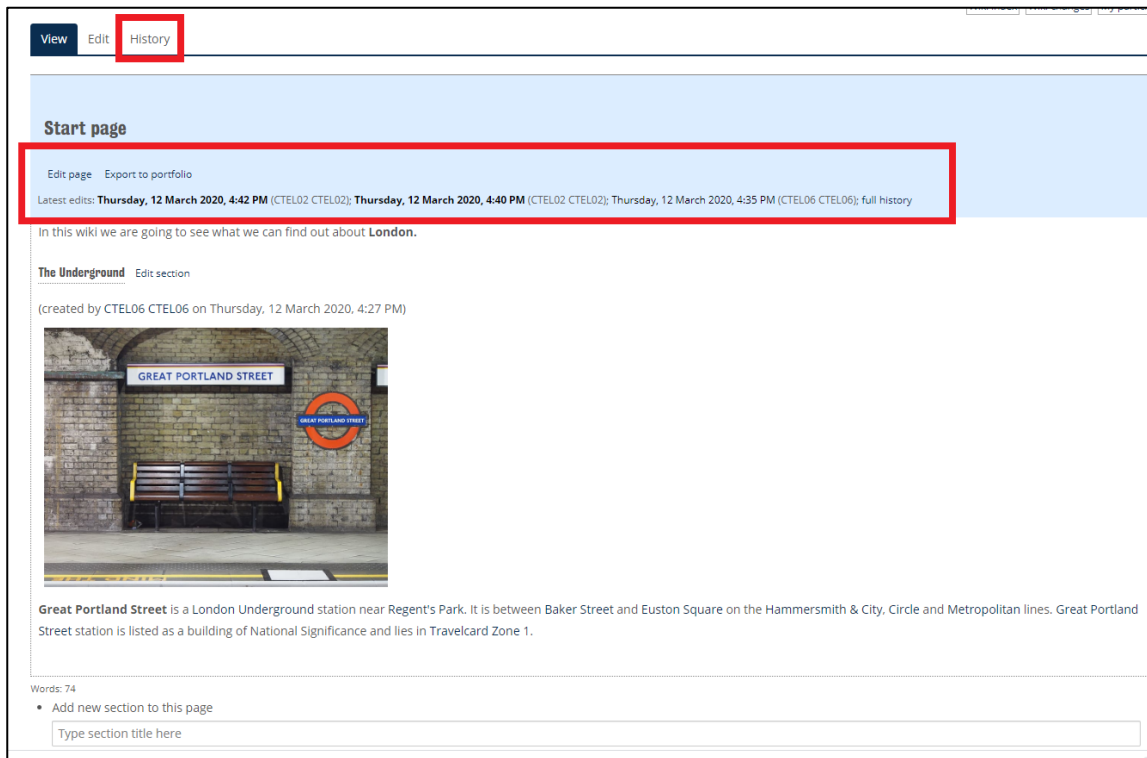 View Edit History
Start page
Edit page Export to portfolio
Latest edits: Thursday, 12 March 2020, 4:42 PM (CTEL02 CTEL02); Thursday, 12 March 2020, 4:40 PM (CTEL02 CTEL02); Thursday, 12 March 2020, 4:35 PM (CTEL06 CTEL06); full history
In this wiki we are going to see what we can find out about London.
The Underground Edit section
(created by CTEL06 CTEL06 on Thursday, 12 March 2020, 4:27 PM)
GREAT PORTLAND STREET
GREAT PORTLAND STREET
Great Portland Street is a London Underground station near Regent's Park. It is between Baker Street and Euston Square on the Hammersmith & City, Circle and Metropolitan lines. Great Portland
Street station is listed as a building of National Significance and lies in Travelcard Zone 1.
Words: 74
• Add new section to this page
Type section title here